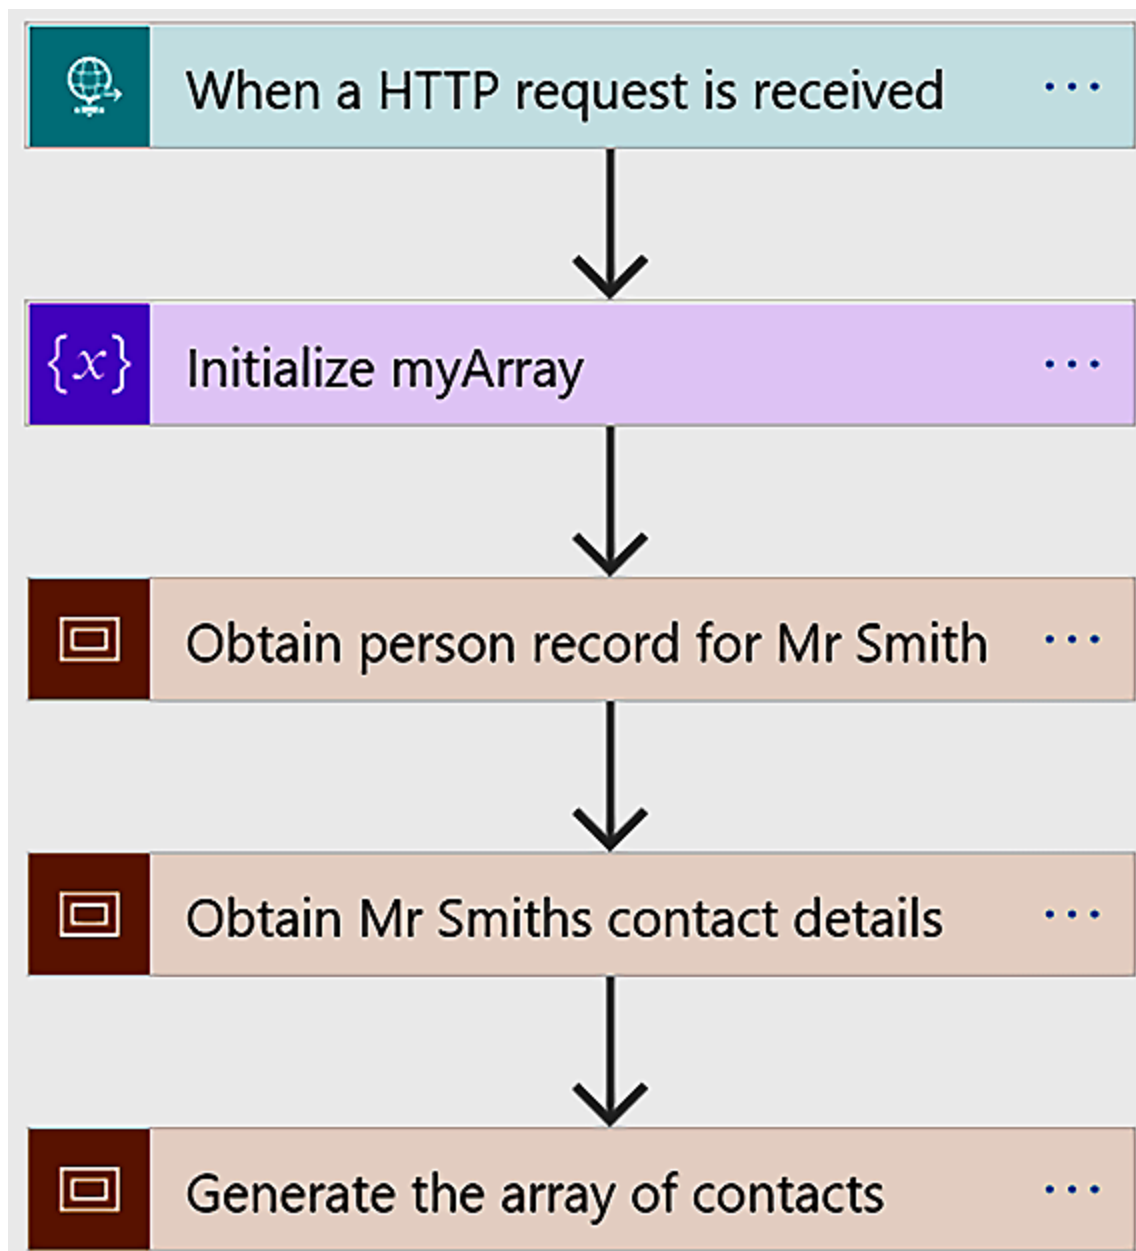 When a HTTP request is received
{x} Initialize myArray
Obtain person record for Mr Smith
Obtain Mr Smiths contact details
Generate the array of contacts